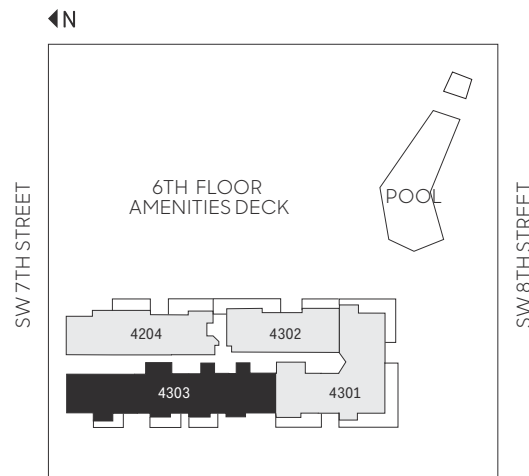 N
6TH FLOOR
AMENITIES DECK
POOL
SW 7TH STREET
SW 8TH STREET
4204
4302
4303
4301